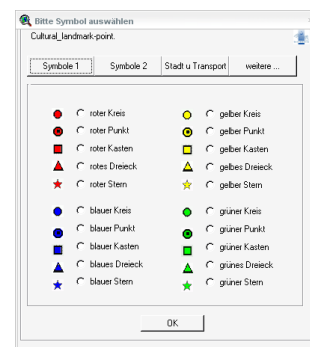 Bitte Symbol auswählen
Cultural_landmark-point.
Symbole 1 Symbole 2 Stadt u Transport weitere ...
roter Kreis gelber Kreis
roter Punkt gelber Punkt
roter Kasten gelber Kasten
rotes Dreieck gelbes Dreieck
roter Stern gelber Stern
blauer Kreis grüner Kreis
blauer Punkt grüner Punkt
blauer Kasten grüner Kasten
blaues Dreieck grünes Dreieck
blauer Stern grüner Stern
OK